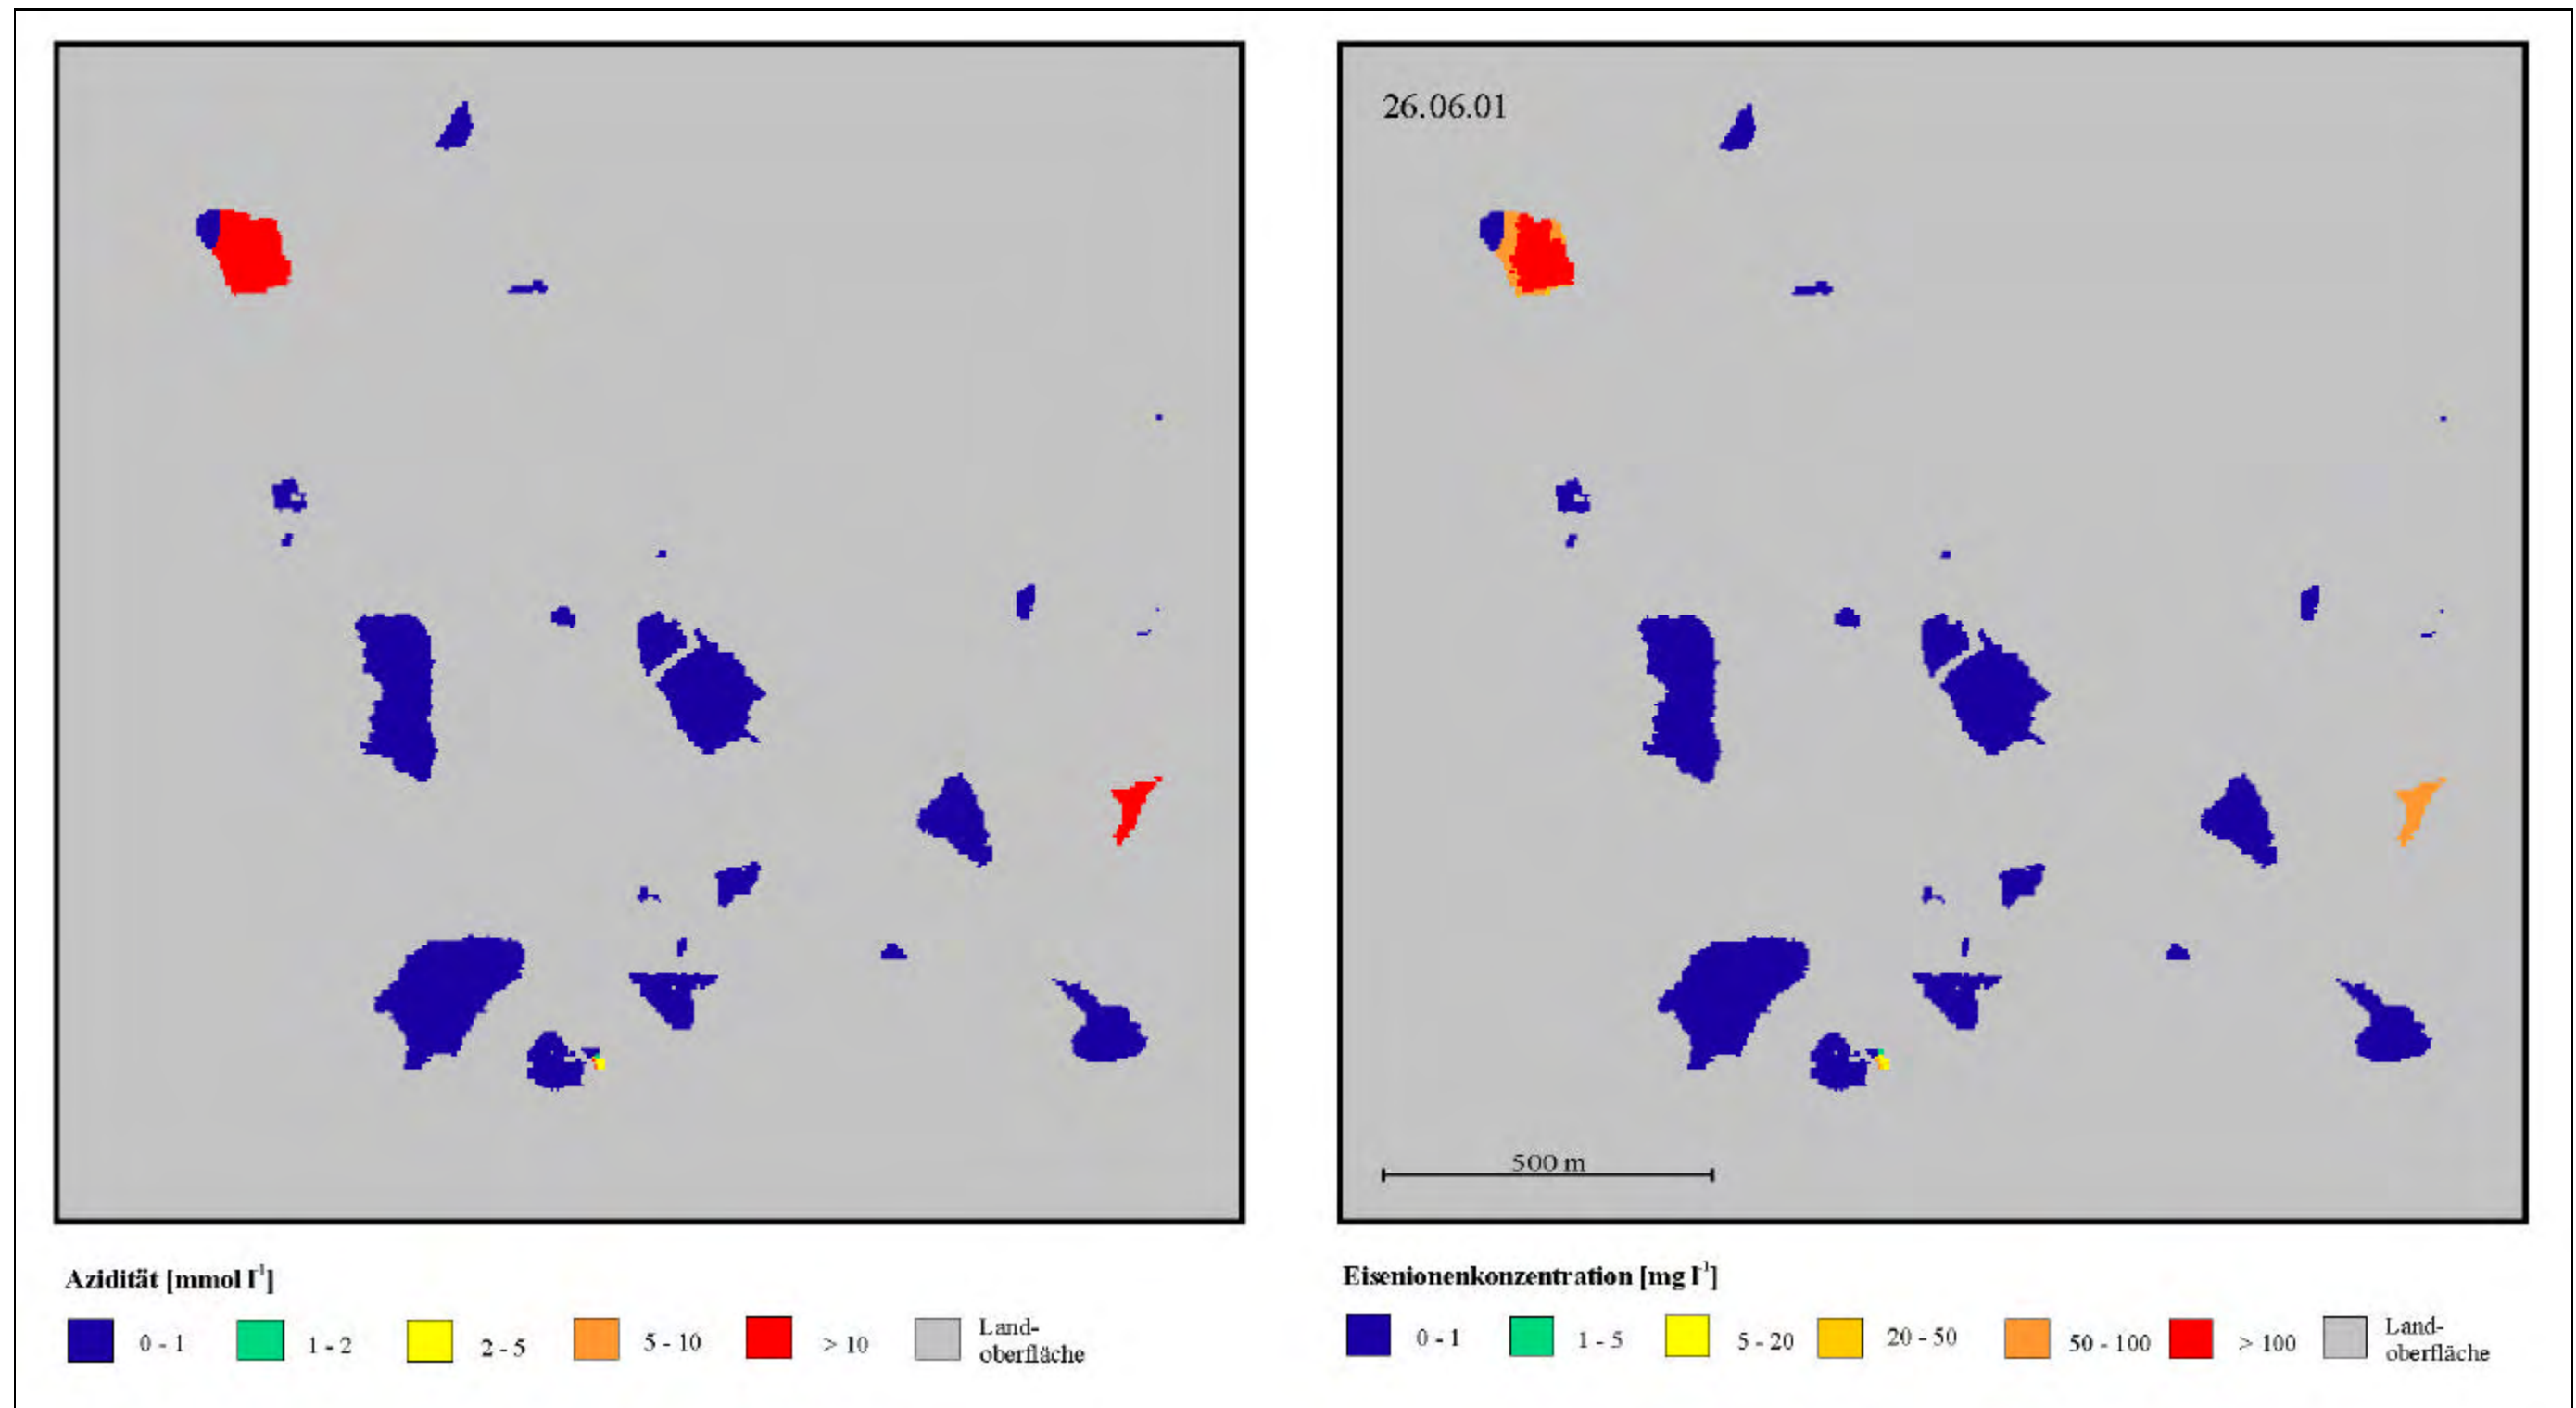 26.06.01
500 m
Azidität [mmol l⁻¹]
0 - 1
1 - 2
2 - 5
5 - 10
> 10
Land-
oberfläche
Eisenionenkonzentration [mg l⁻¹]
0 - 1
1 - 5
5 - 20
20 - 50
50 - 100
> 100
Land-
oberfläche